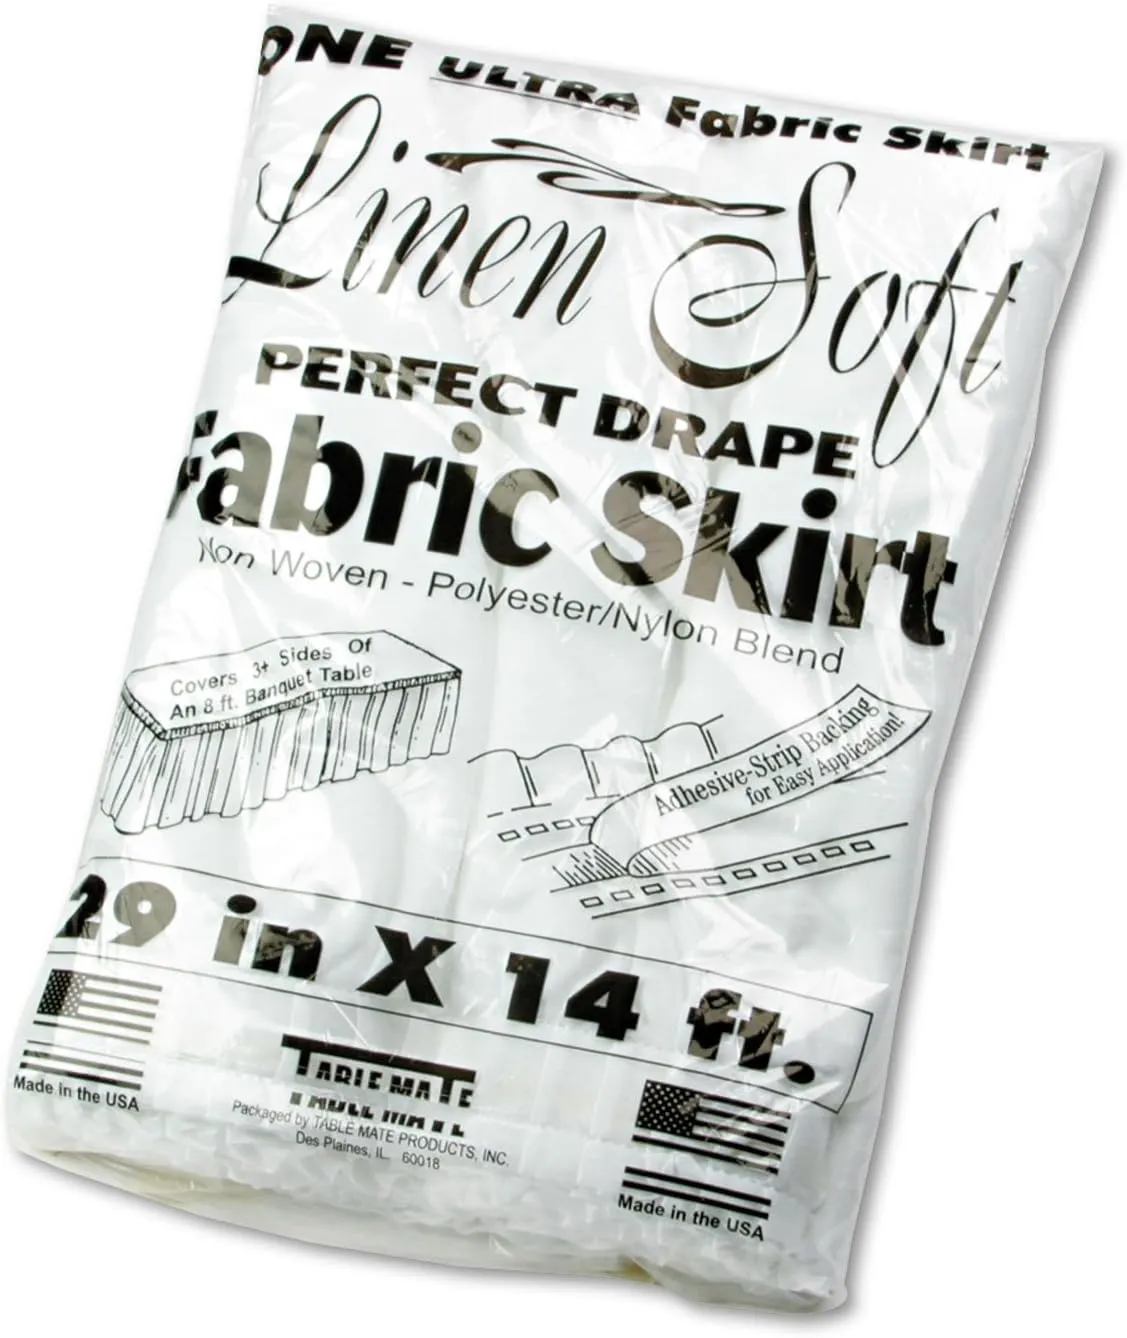 ONE ULTRA Fabric Skirt
Linen Soft
PERFECT DRAPE
Fabric Skirt
Non Woven - Polyester/Nylon Blend
Covers 3+ Sides Of
An 8 ft. Banquet Table
Adhesive-Strip Backing
for Easy Application!
29 in X 14 ft.
Made in the USA
TABLE MATE
Packaged by TABLE MATE PRODUCTS, INC.
Des Plaines, IL 60018
Made in the USA